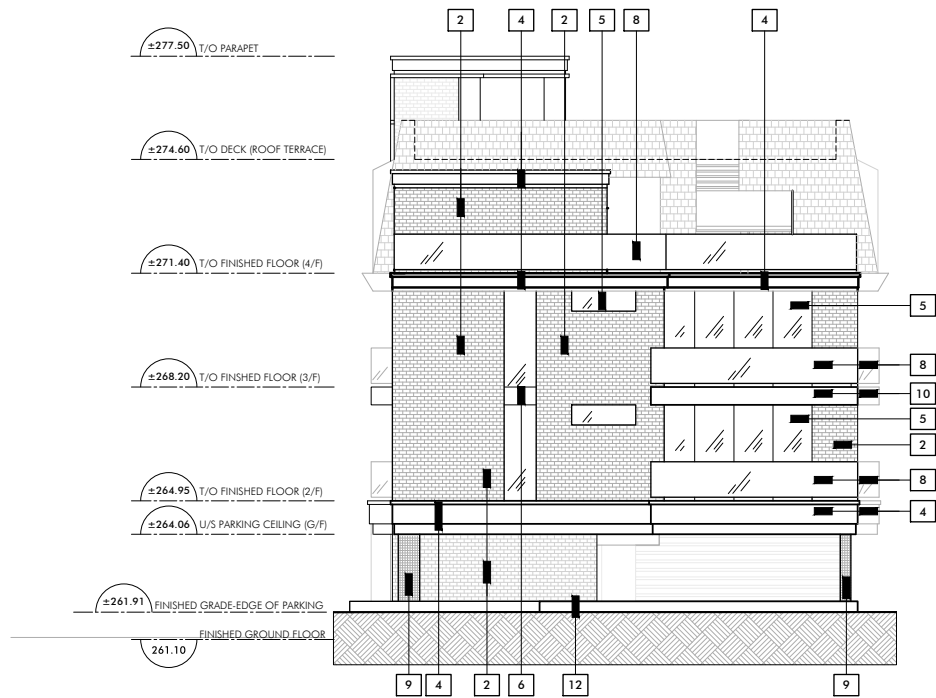 2 4 2 5 8 4
±277.50 T/O PARAPET
±274.60 T/O DECK (ROOF TERRACE)
±271.40 T/O FINISHED FLOOR (4/F)
5
±268.20 T/O FINSHED FLOOR (3/F)
8
10
5
2
±264.95 T/O FINISHED FLOOR (2/F)
8
±264.06 U/S PARKING CEILING (G/F)
4
±261.91 FINISHED GRADE-EDGE OF PARKING
FINISHED GROUND FLOOR
261.10
9 4 2 6 12 9